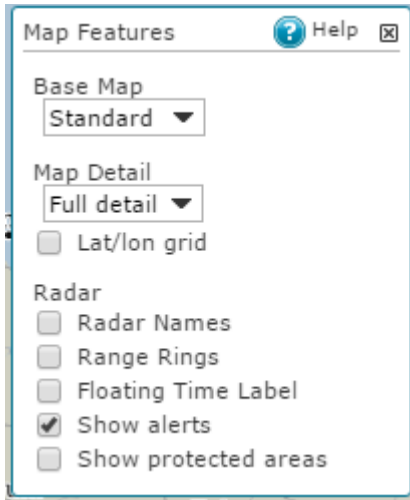 Map Features ? Help
Base Map
Standard
Map Detail
Full detail
Lat/lon grid
Radar
Radar Names
Range Rings
Floating Time Label
Show alerts
Show protected areas